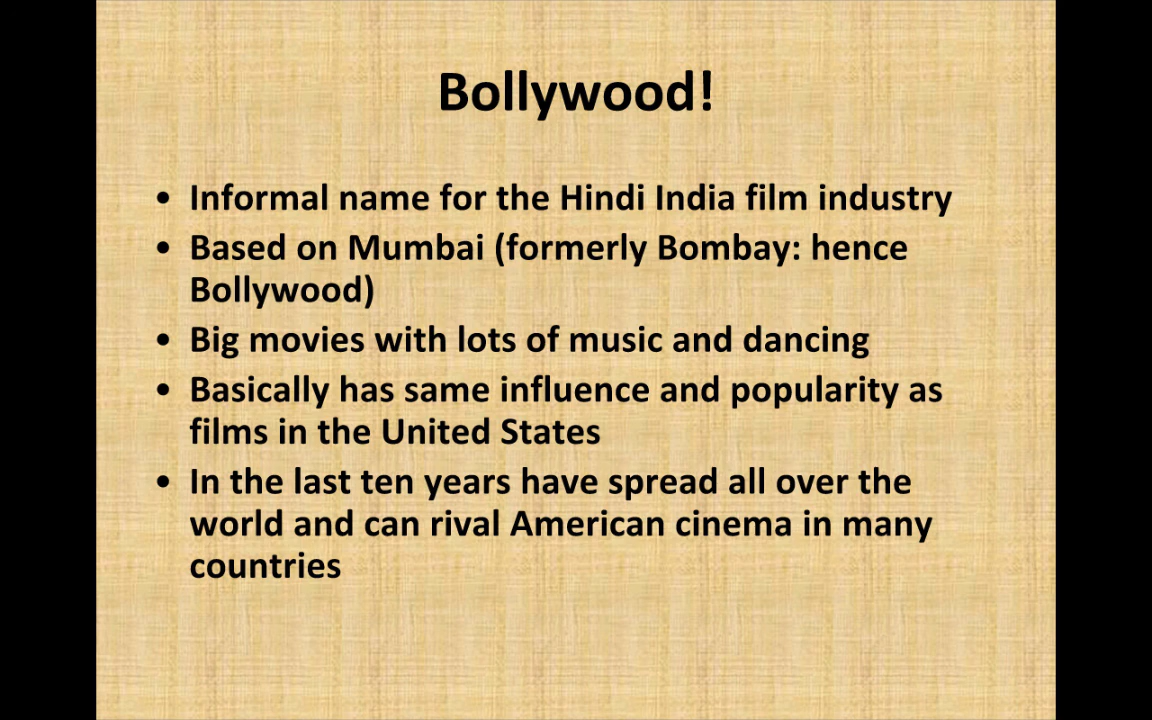 Bollywood!
• Informal name for the Hindi India film industry
• Based on Mumbai (formerly Bombay: hence
Bollywood)
• Big movies with lots of music and dancing
• Basically has same influence and popularity as
films in the United States
• In the last ten years have spread all over the
world and can rival American cinema in many
countries